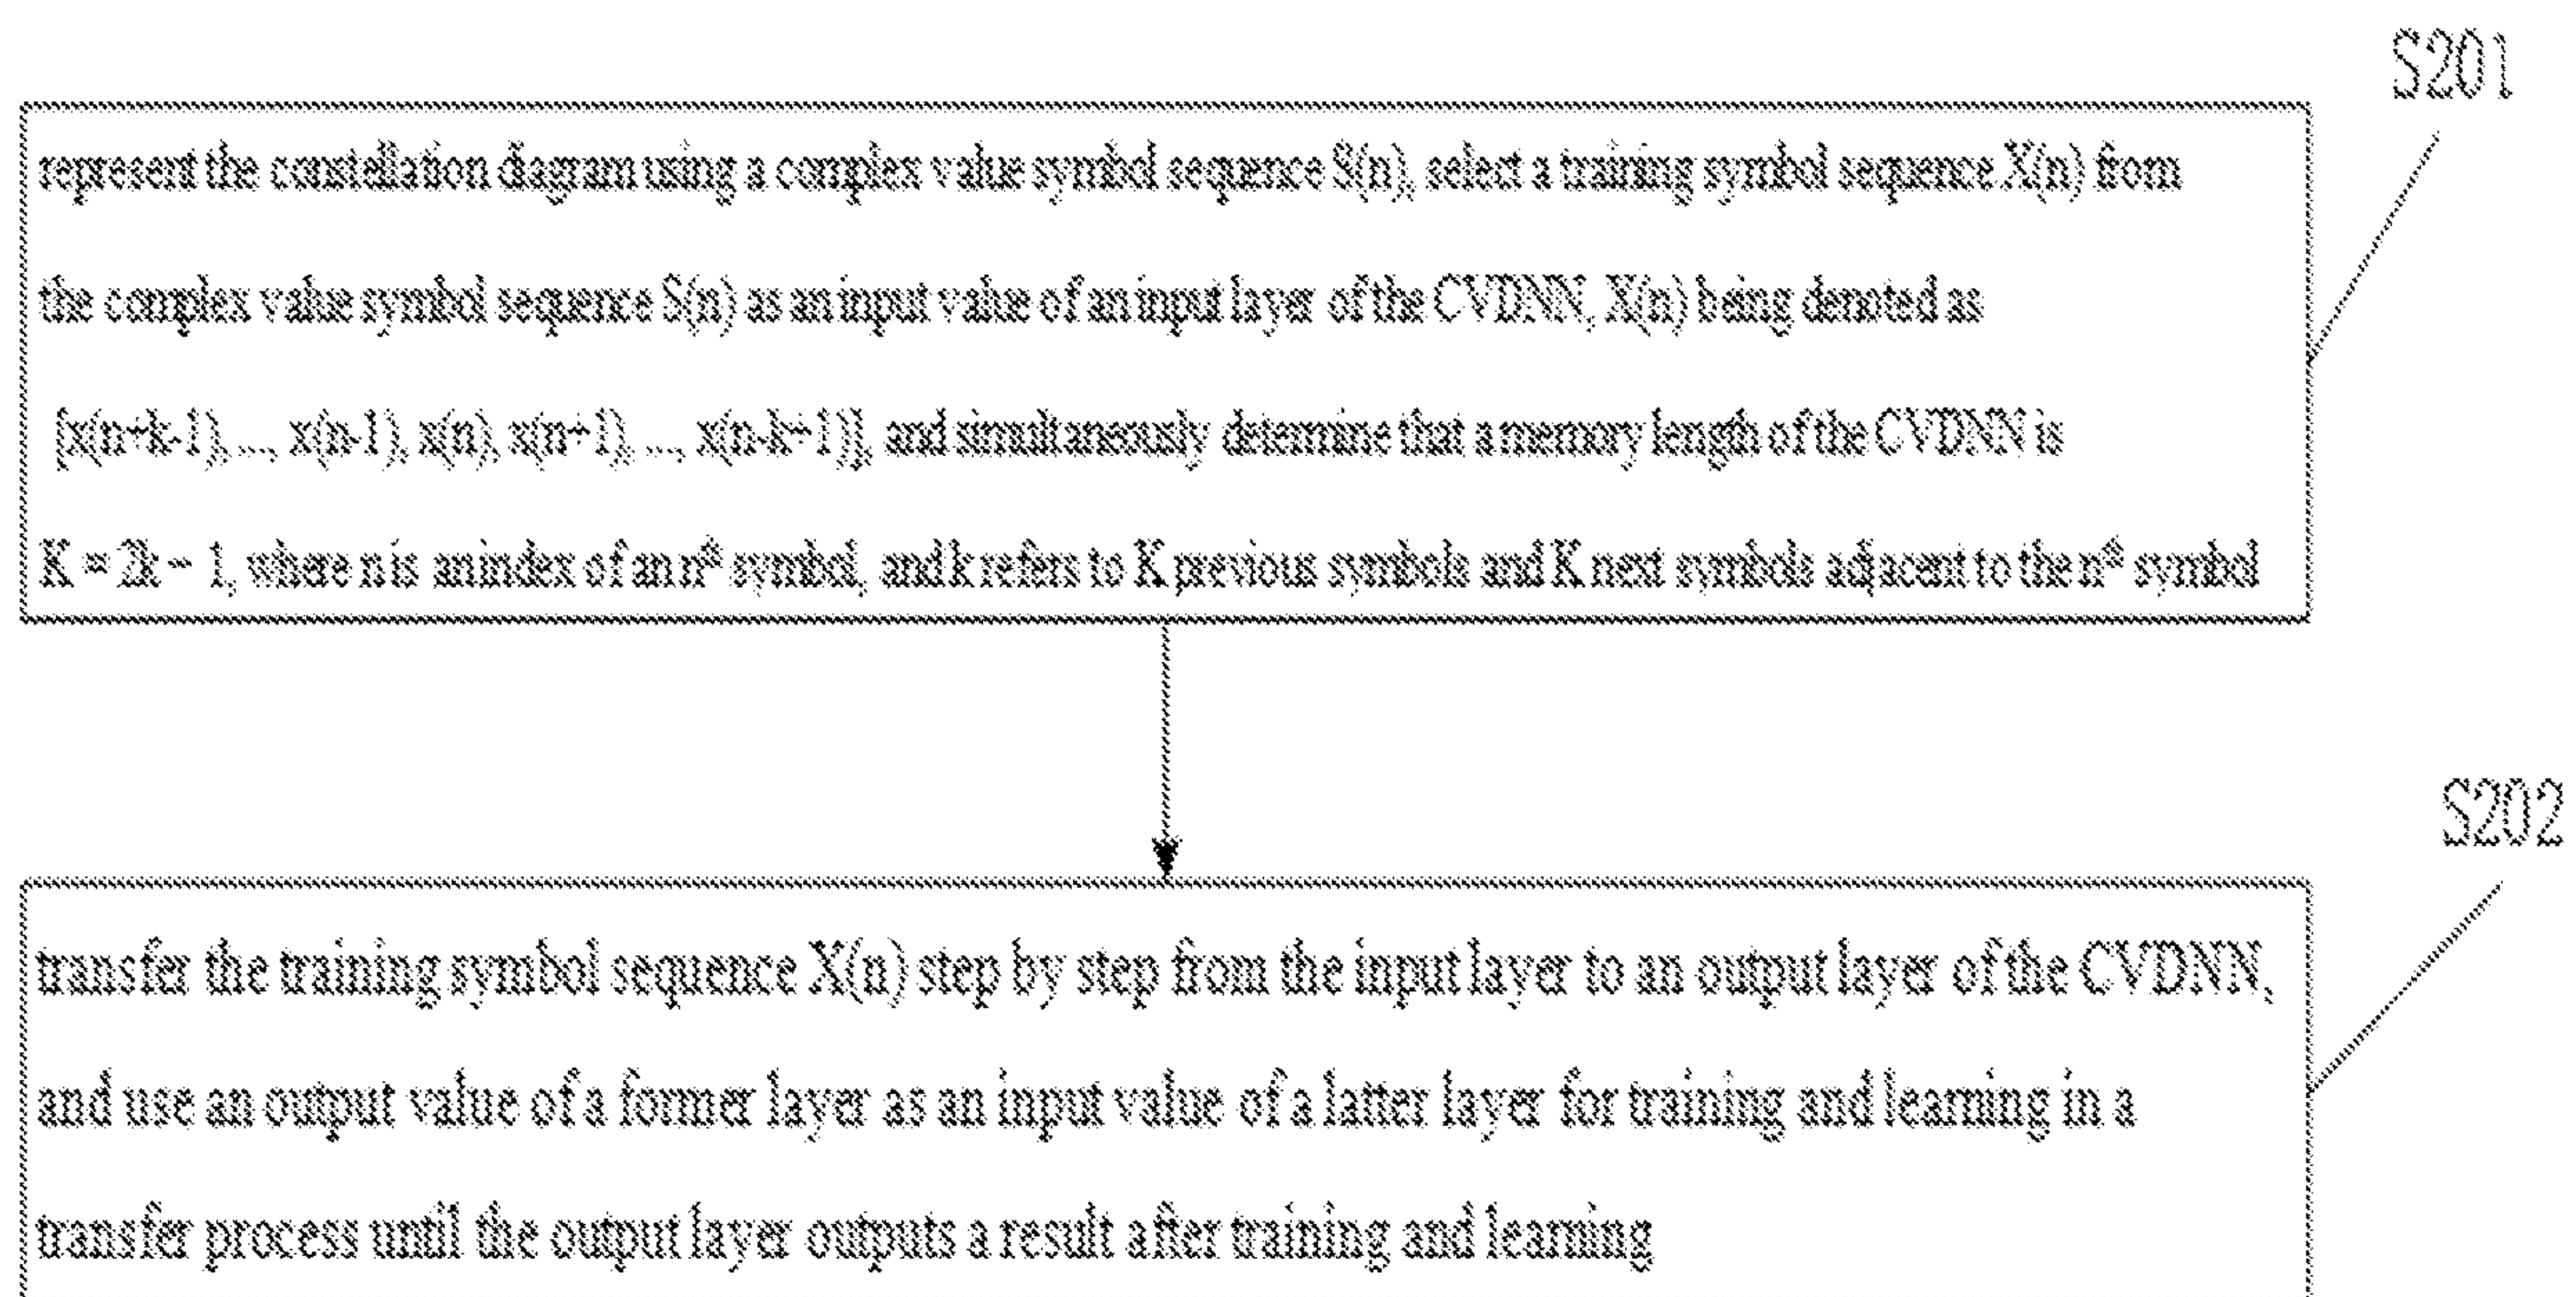 S201
represent the constellation diagram using a complex value symbol sequence S(n), select a training symbol sequence X(n) from
the complex value symbol sequence S(n) as an input value of an input layer of the CVDNN, X(n) being denoted as
[x(n+k-1), ..., x(n-1), x(n), x(n+1), ..., x(n-k+1)], and simultaneously determine that a memory length of the CVDNN is
K = 2k - 1, where n is an index of an nth symbol, and k refers to K previous symbols and K next symbols adjacent to the nth symbol
S202
transfer the training symbol sequence X(n) step by step from the input layer to an output layer of the CVDNN,
and use an output value of a former layer as an input value of a latter layer for training and learning in a
transfer process until the output layer outputs a result after training and learning